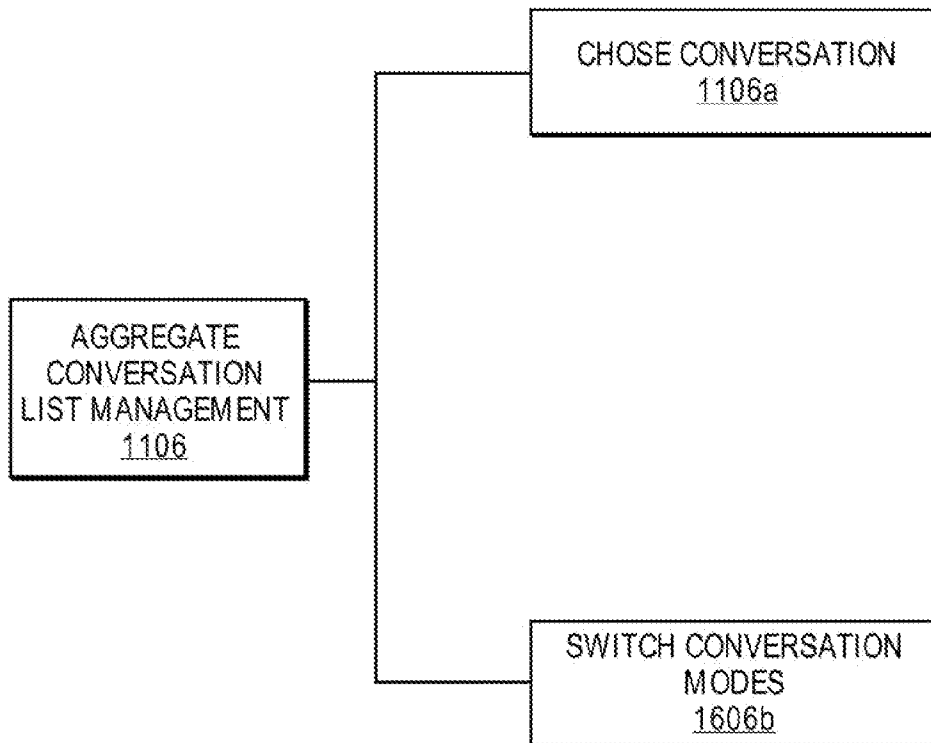 CHOSE CONVERSATION
1106a
AGGREGATE
CONVERSATION
LIST MANAGEMENT
1106
SWITCH CONVERSATION
MODES
1606b